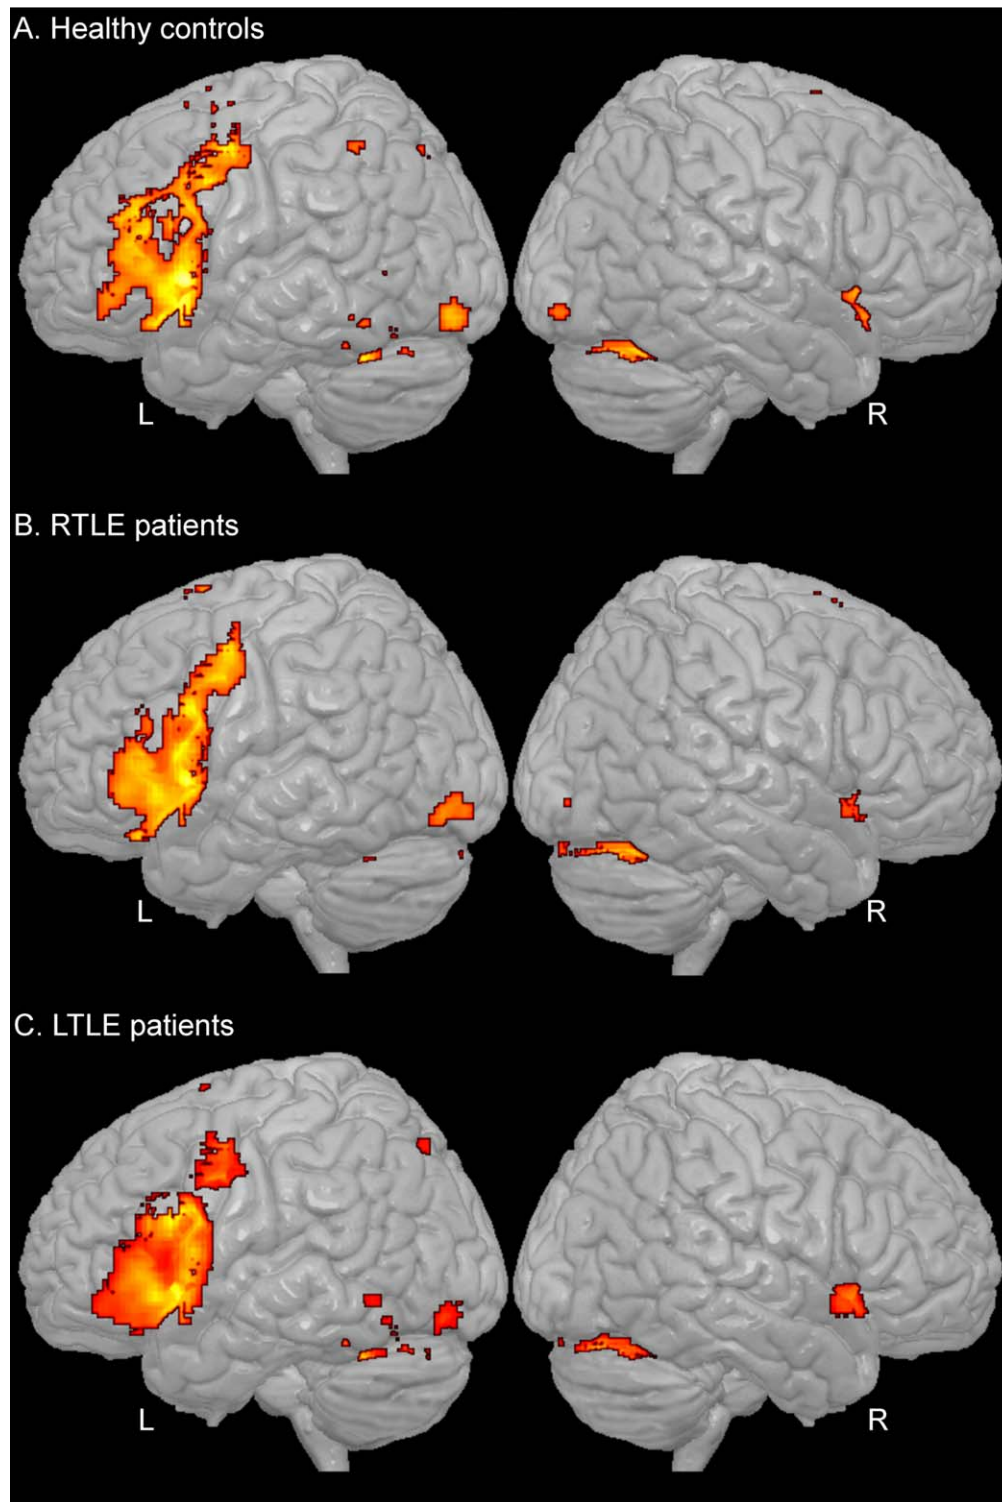 A. Healthy controls
L
R
B. RTLE patients
L
R
C. LTLE patients
L
R